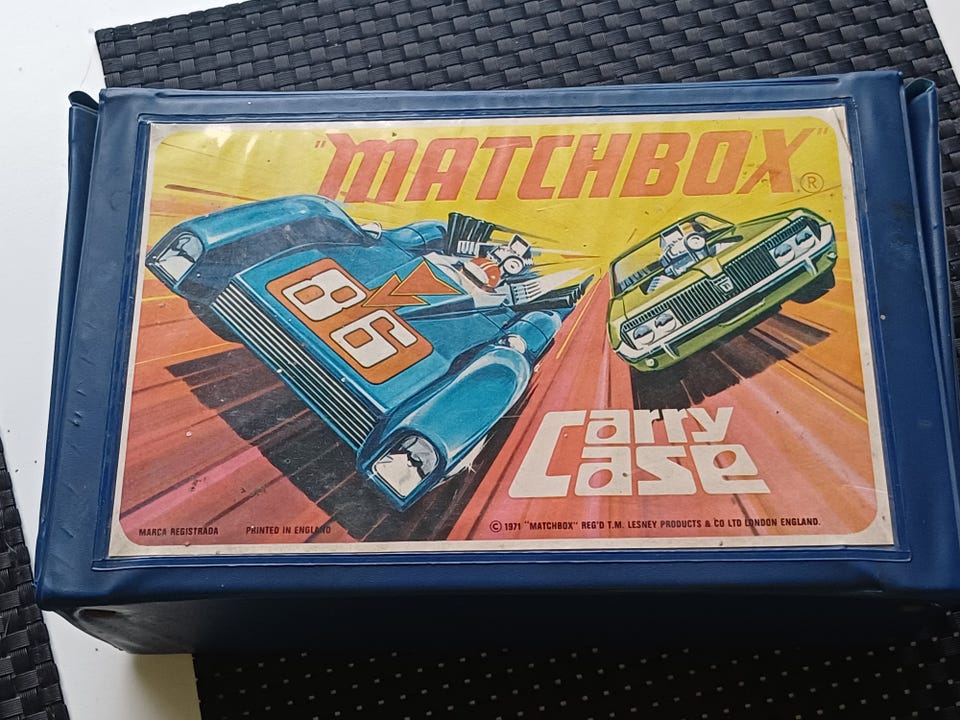 "MATCHBOX"®
86
Carry
Case
MARCA REGISTRADA PRINTED IN ENGLAND
© 1971 "MATCHBOX" REG'D T.M. LESNEY PRODUCTS & CO LTD LONDON ENGLAND.